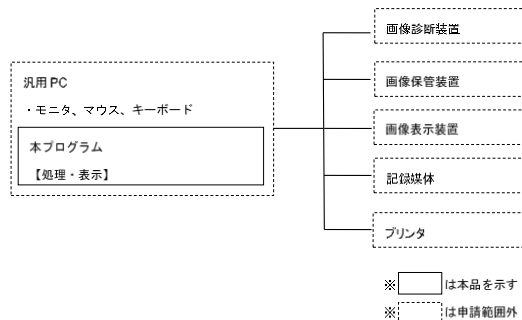 汎用PC
・モニタ、マウス、キーボード
本プログラム
【処理・表示】
画像診断装置
画像保管装置
画像表示装置
記録媒体
プリンタ
※ は本品を示す
※ は申請範囲外